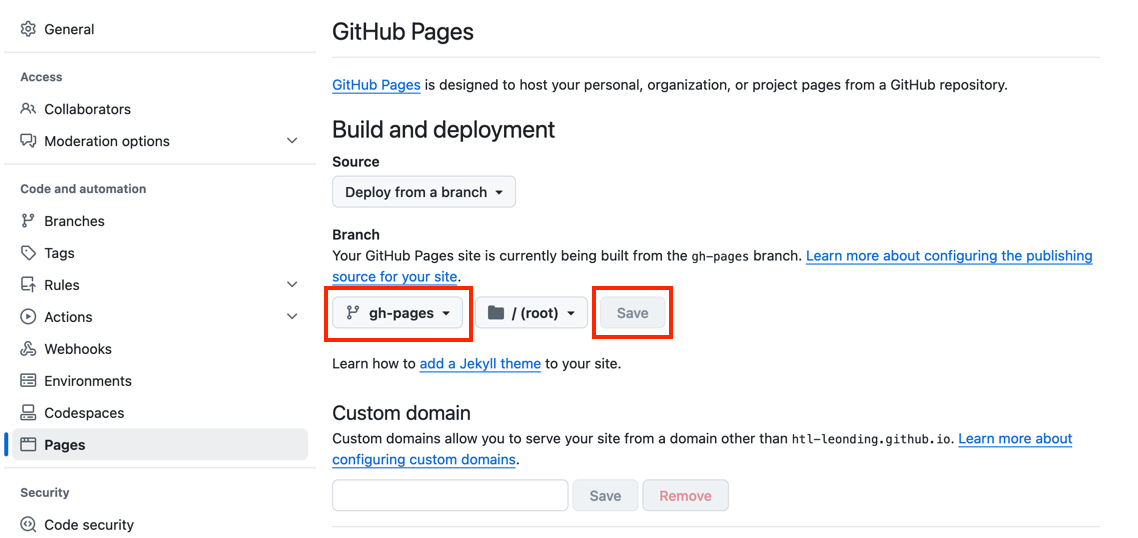 General
Access
Collaborators
Moderation options
Code and automation
Branches
Tags
Rules
Actions
Webhooks
Environments
Codespaces
Pages
Security
Code security
GitHub Pages
GitHub Pages is designed to host your personal, organization, or project pages from a GitHub repository.
Build and deployment
Source
Deploy from a branch
Branch
Your GitHub Pages site is currently being built from the gh-pages branch. Learn more about configuring the publishing
source for your site.
gh-pages / (root) Save
Learn how to add a Jekyll theme to your site.
Custom domain
Custom domains allow you to serve your site from a domain other than htl-leonding.github.io. Learn more about
configuring custom domains.
Save Remove